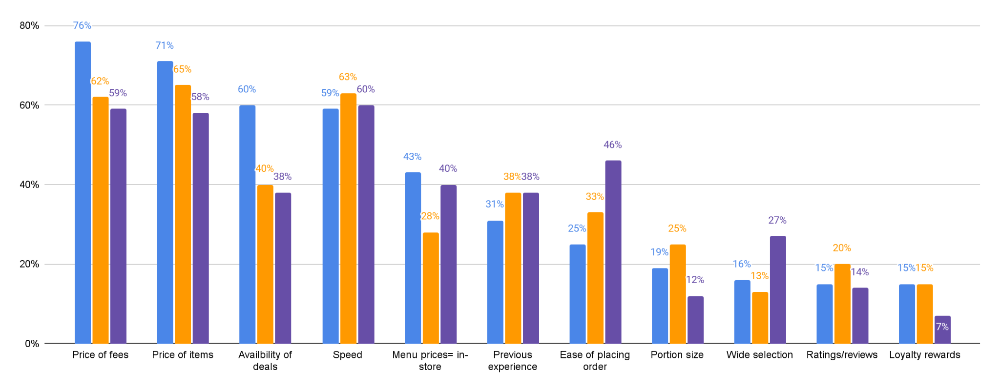 80%
60%
40%
20%
0%
76%
62%
59%
71%
65%
58%
60%
40%
38%
59%
63%
60%
43%
28%
40%
31%
38%
38%
25%
33%
46%
19%
25%
12%
16%
13%
27%
15%
20%
14%
15%
15%
7%
Price of fees
Price of items
Availbility of
deals
Speed
Menu prices= in-
store
Previous
experience
Ease of placing
order
Portion size
Wide selection
Ratings/reviews
Loyalty rewards